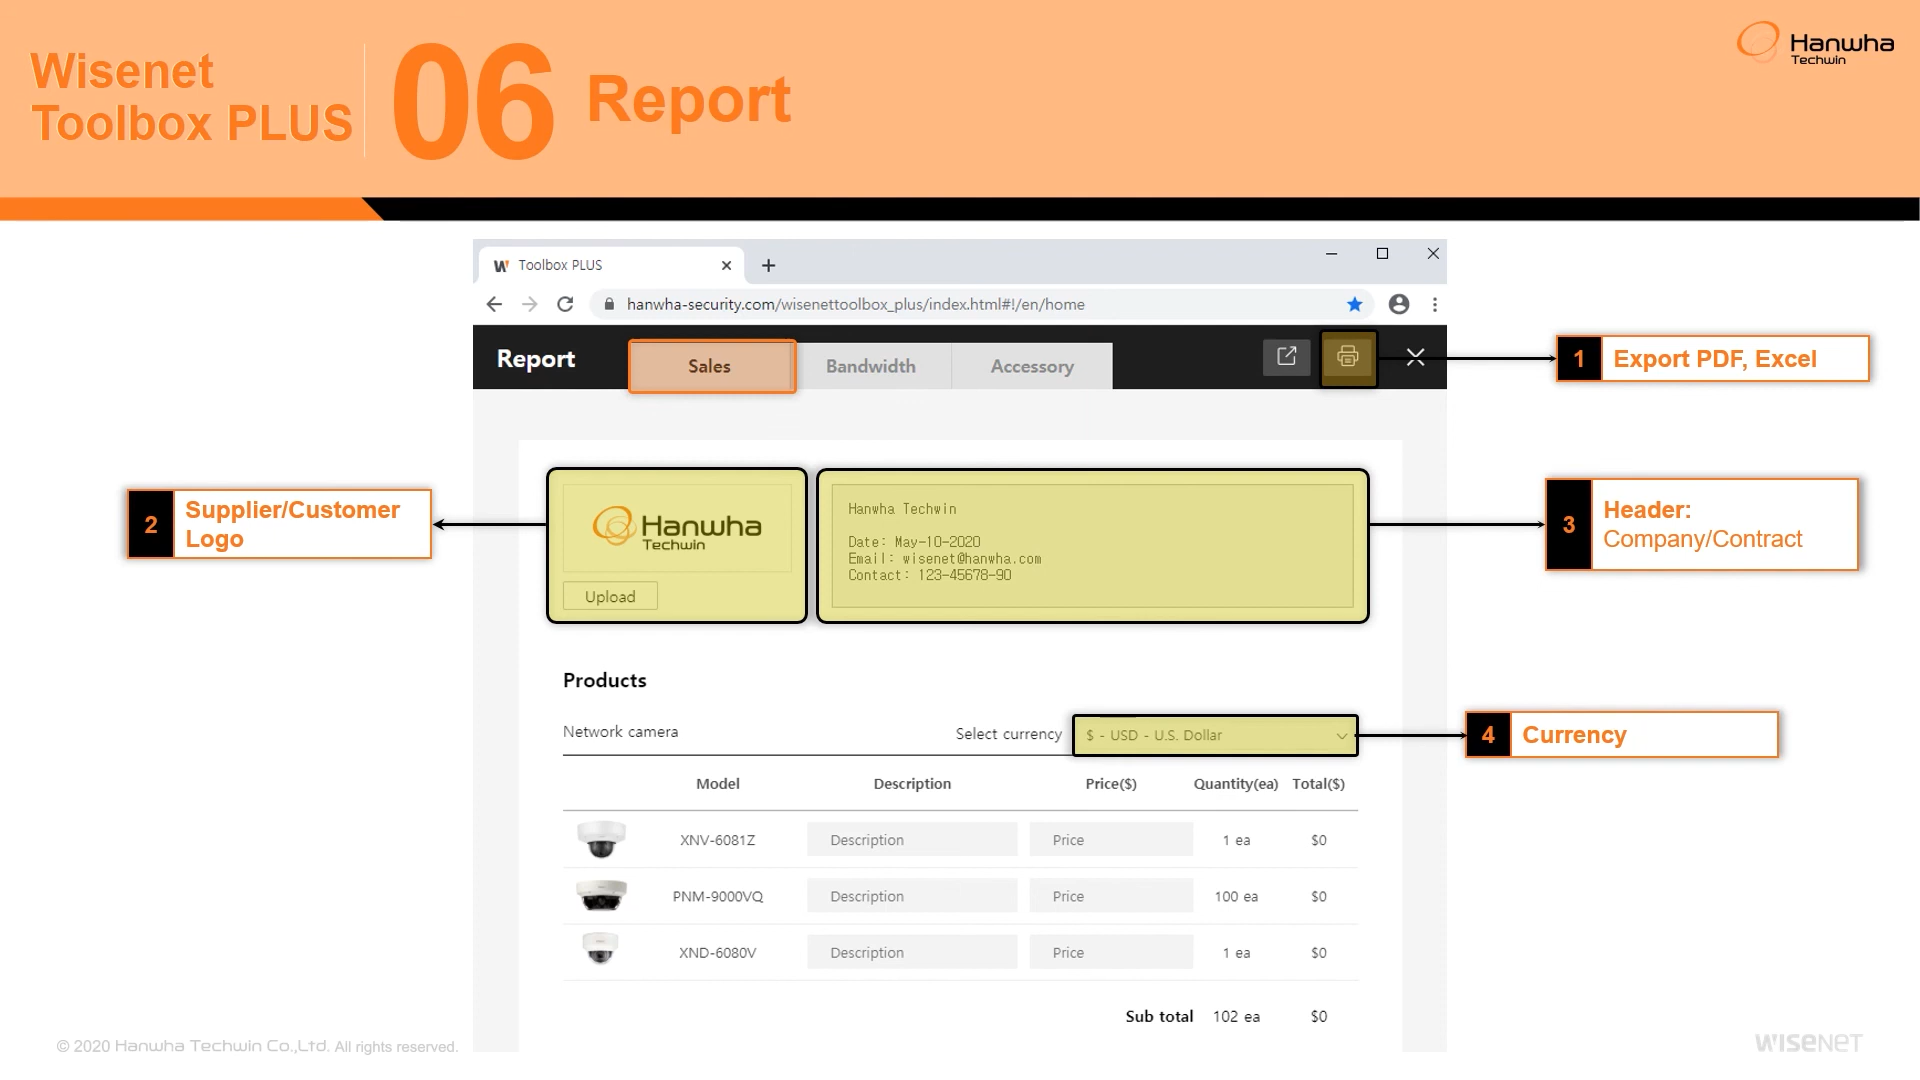 Wisenet
Toolbox PLUS
06
Report
Hanwha
Techwin
W Toolbox PLUS
hanwha-security.com/wisenettoolbox_plus/index.html#!/en/home
Report
Sales
Bandwidth
Accessory
1
Export PDF, Excel
2
Supplier/Customer
Logo
Hanwha
Techwin
Upload
Hanwha Techwin
Date: May-10-2020
Email: wisenet@hanwha.com
Contact: 123-45678-90
3
Header:
Company/Contract
Products
Network camera
Select currency
$ - USD - U.S. Dollar
4
Currency
Model Description Price($) Quantity(ea) Total($)
XNV-6081Z Description Price 1 ea $0
PNM-9000VQ Description Price 100 ea $0
XND-6080V Description Price 1 ea $0
Sub total 102 ea $0
© 2020 Hanwha Techwin Co.,Ltd. All rights reserved.
WISENET